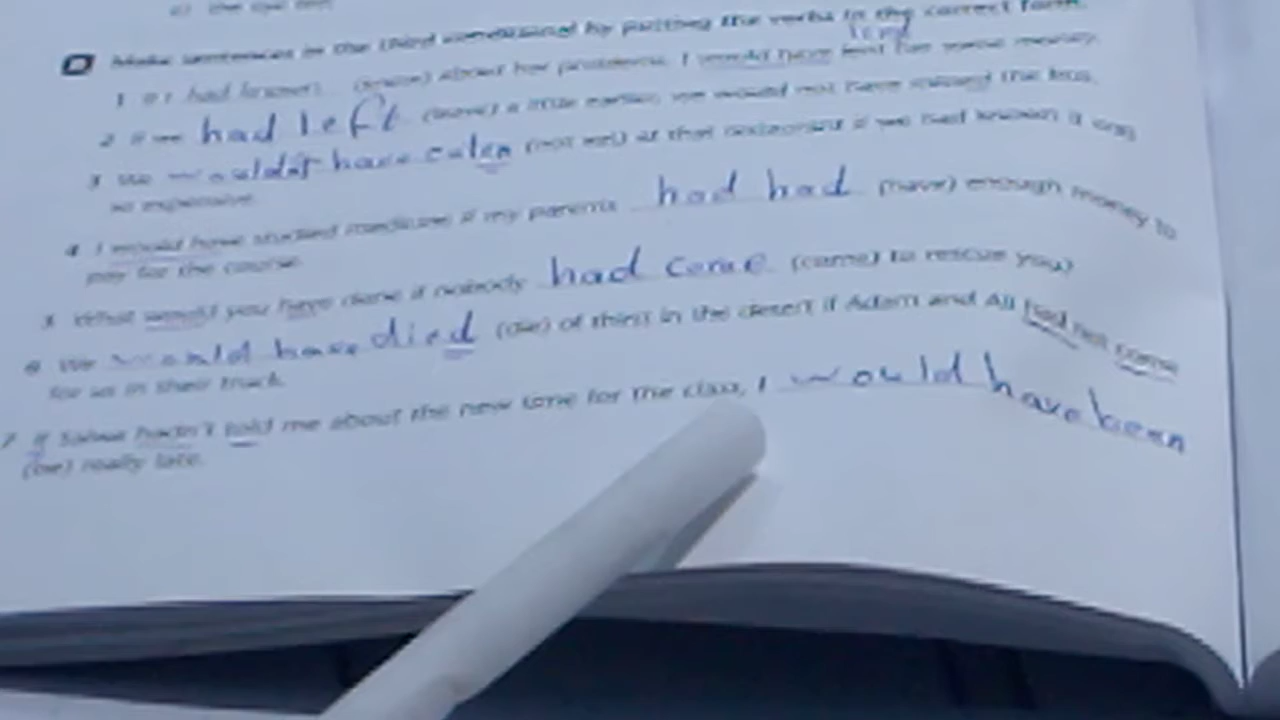 Make sentences in the third conditional by putting the verbs in the correct form.
lend
1 If I had known (know) about her problems, I would have lent her some money.
2 If we had left (leave) a little earlier, we would not have missed the bus.
3 We wouldn't have eaten (not eat) at that restaurant if we had known it was
so expensive.
4 I would have studied medicine if my parents had had (have) enough money to
pay for the course.
5 What would you have done if nobody had come (come) to rescue you?
6 We would have died (die) of thirst in the desert if Adam and Ali had not come
for us in their truck.
7 If Salwa hadn't told me about the new time for the class, I would have been
(be) really late.